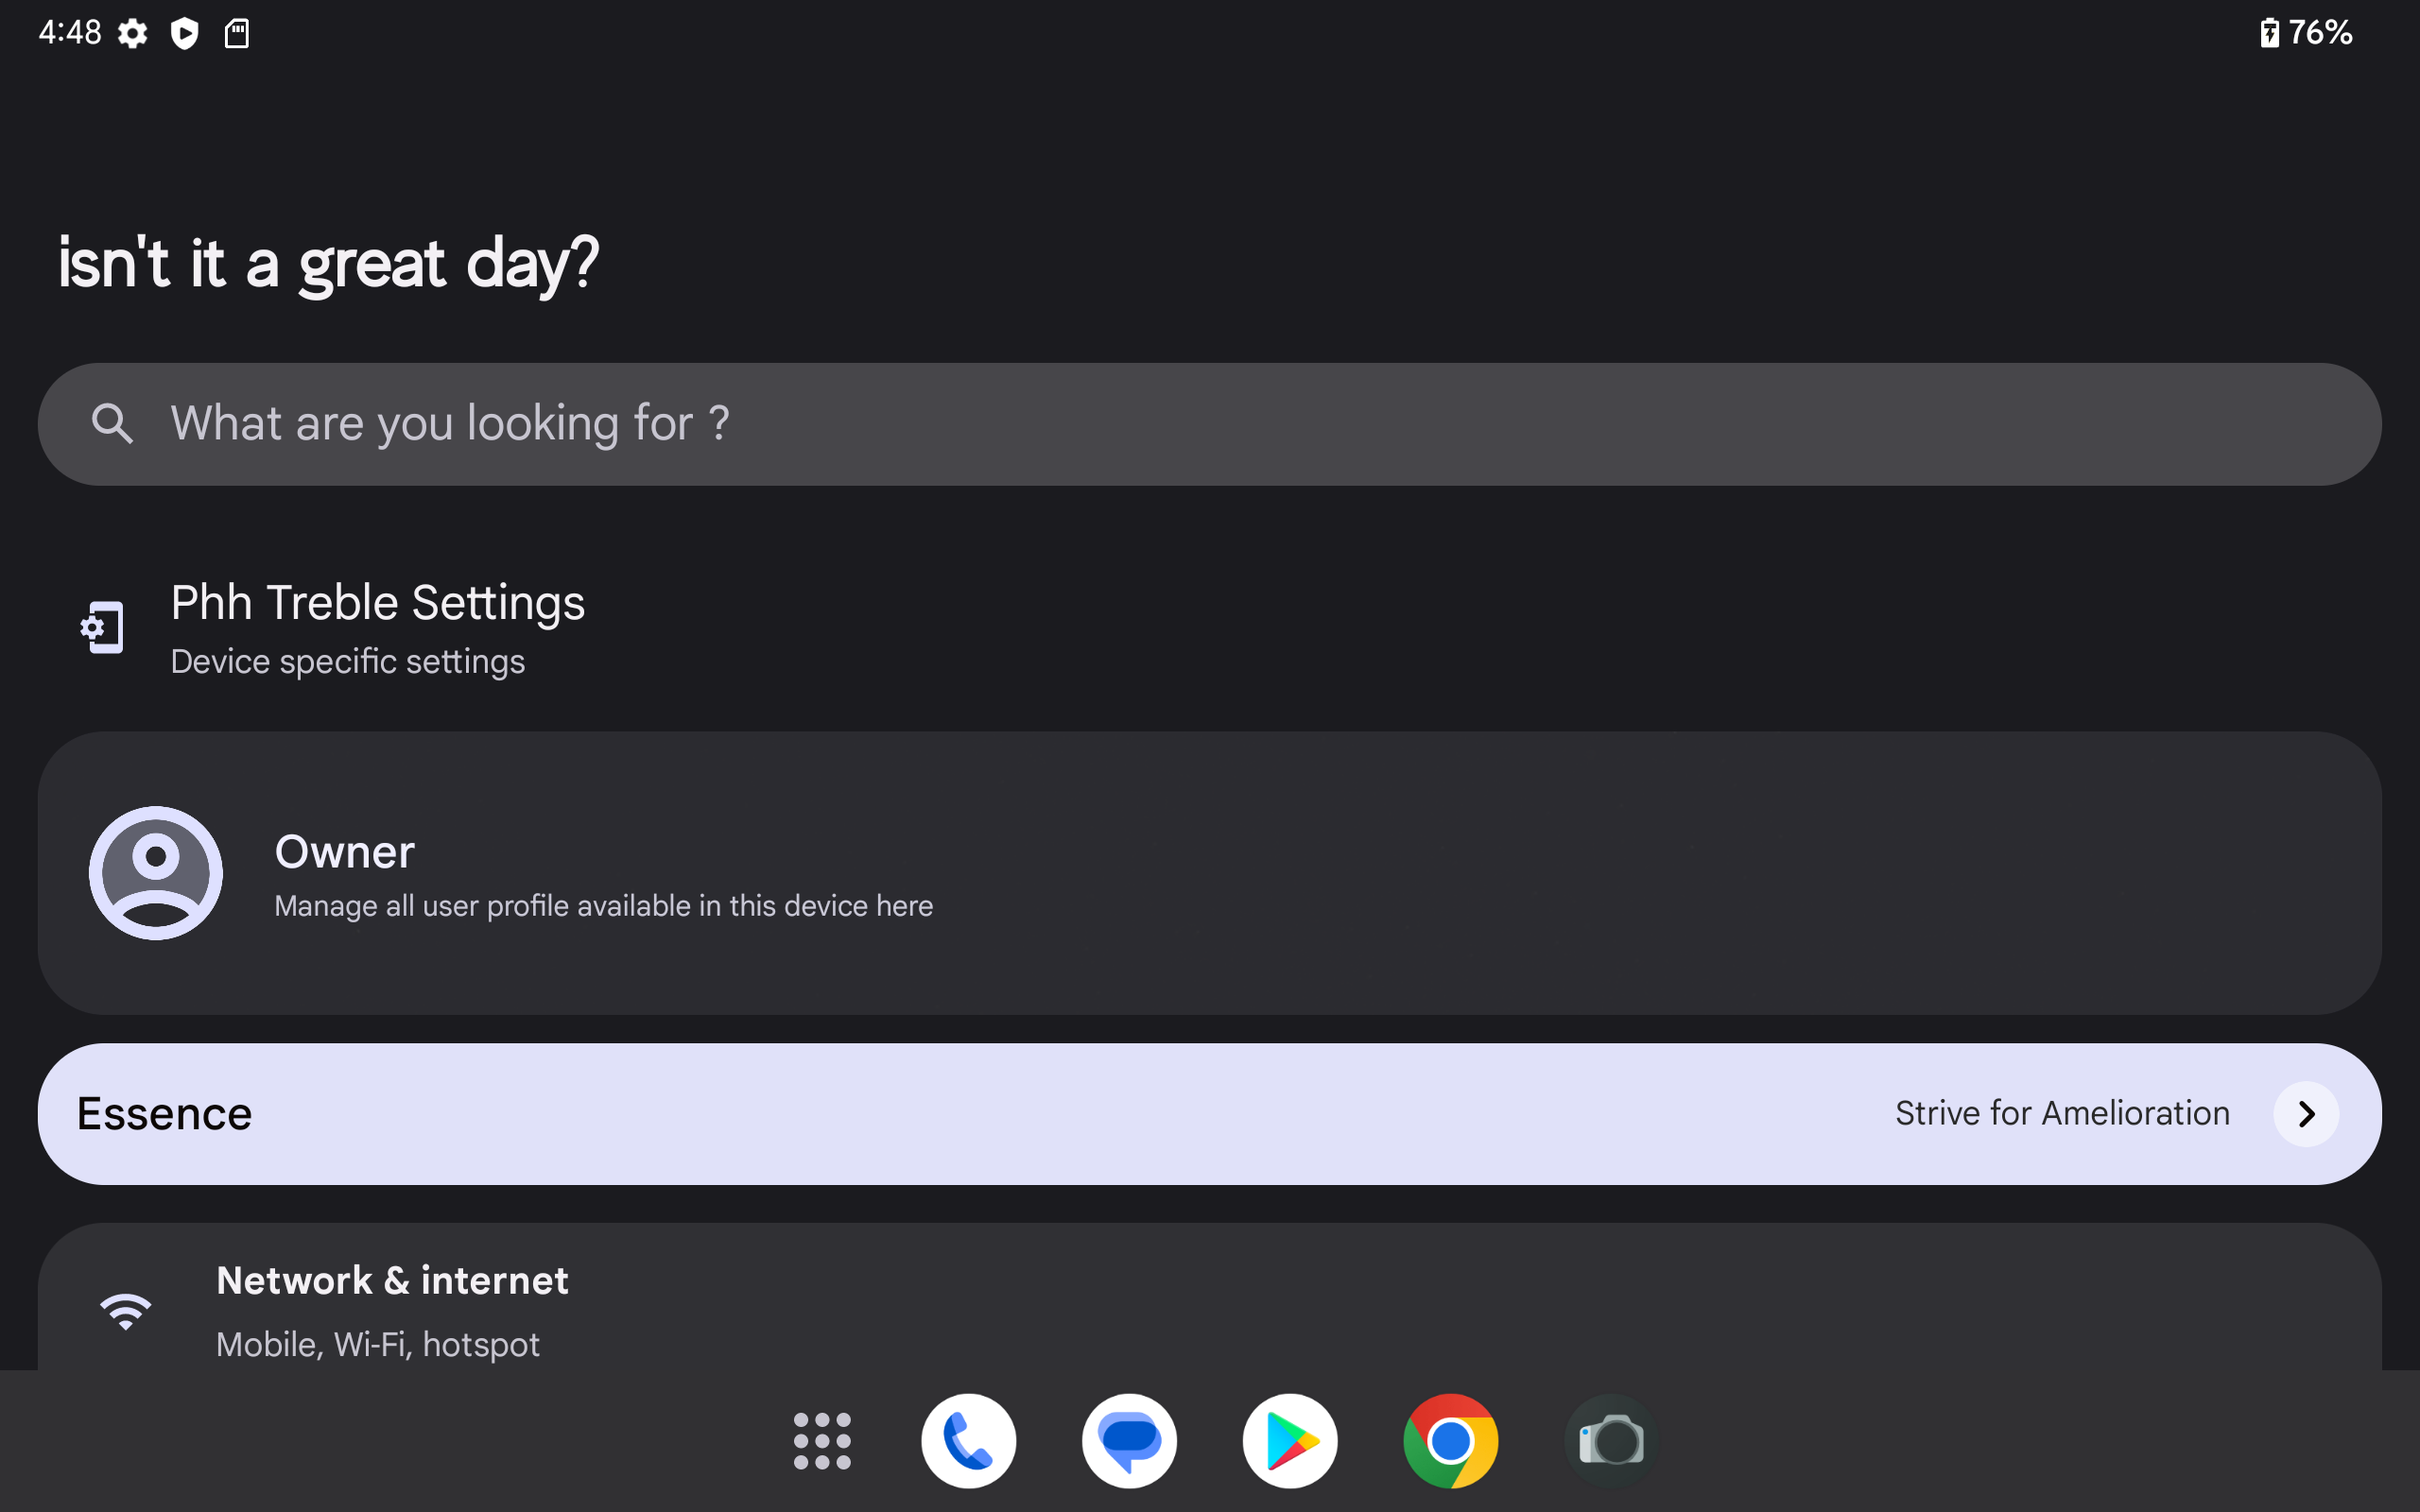 4:48
76%
isn't it a great day?
What are you looking for ?
Phh Treble Settings
Device specific settings
Owner
Manage all user profile available in this device here
Essence
Strive for Amelioration
Network & internet
Mobile, Wi-Fi, hotspot